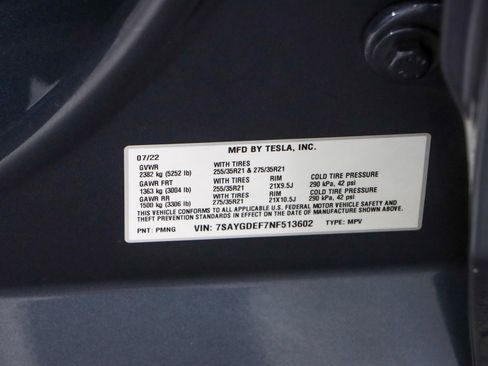 MFD BY TESLA, INC.
07/22
GVWR WITH TIRES
2382 kg (5252 lb) 255/35R21 & 275/35R21
GAWR FRT WITH TIRES RIM COLD TIRE PRESSURE
1363 kg (3004 lb) 255/35R21 21X9.5J 290 kPa, 42 psi
GAWR RR WITH TIRES RIM COLD TIRE PRESSURE
1500 kg (3306 lb) 275/35R21 21X10.5J 290 kPa, 42 psi
THIS VEHICLE CONFORMS TO ALL APPLICABLE U.S. FEDERAL MOTOR VEHICLE SAFETY AND
THEFT PREVENTION STANDARDS IN EFFECT ON THE DATE OF MANUFACTURE SHOWN ABOVE.
PNT: PMNG VIN: 7SAYGDEF7NF513602 TYPE: MPV